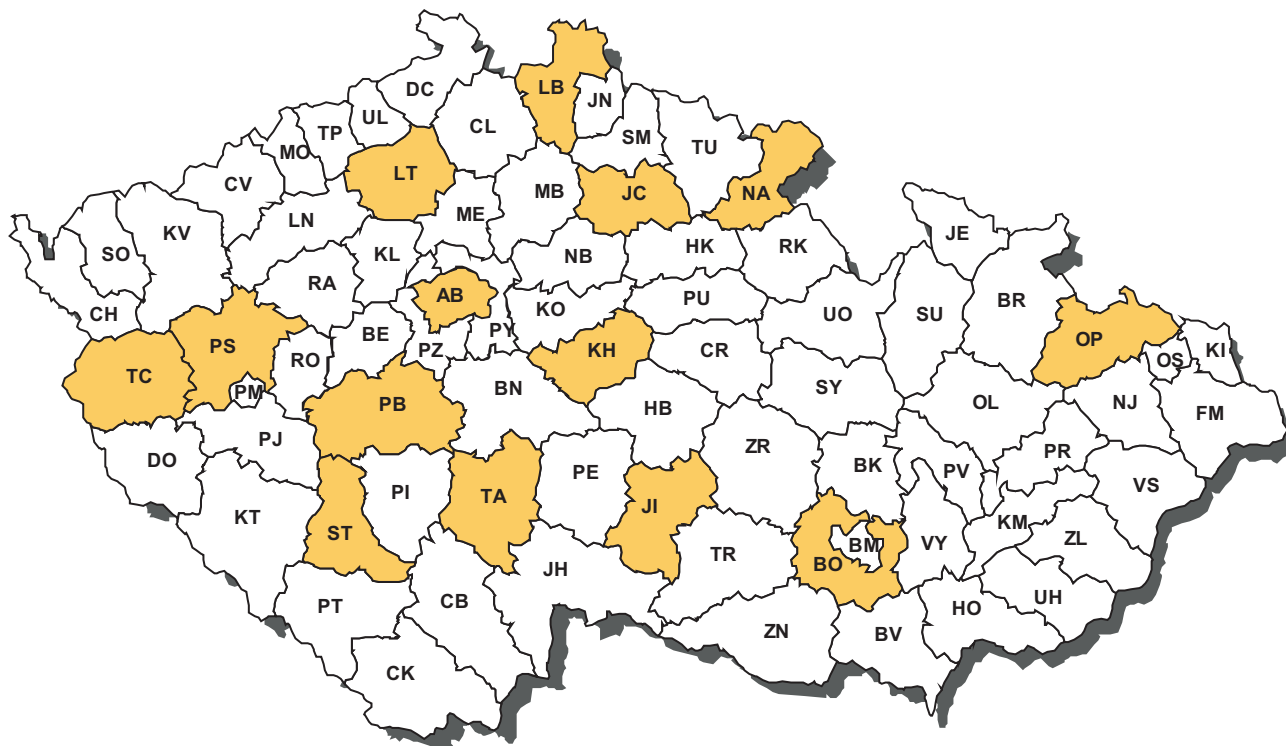 DC
LB
JN
UL
TP
CL
SM
TU
MO
LT
CV
MB
JC
NA
ME
LN
KV
SO
JE
KL
NB
HK
RK
RA
AB
KO
PU
BR
CH
UO
SU
BE
PY
OP
PS
PZ
KH
CR
RO
OS
KI
TC
PM
BN
SY
PB
HB
OL
NJ
FM
PJ
DO
ZR
PR
PE
BK
PV
PI
TA
VS
JI
KT
ST
KM
ZL
TR
BM
VY
BO
JH
PT
CB
HO
UH
ZN
BV
CK